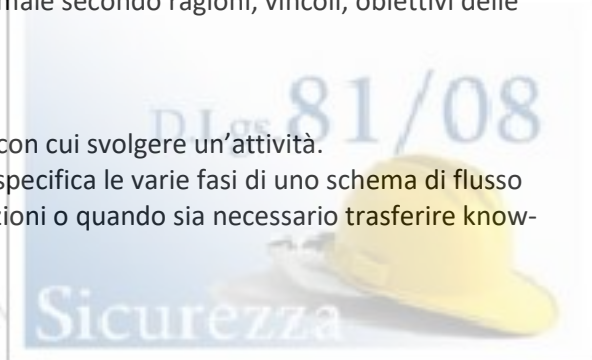 male secondo ragioni, vincoli, obiettivi delle
D.Lgs. 81/08
con cui svolgere un’attività.
specifica le varie fasi di uno schema di flusso
zioni o quando sia necessario trasferire know-
Sicurezza